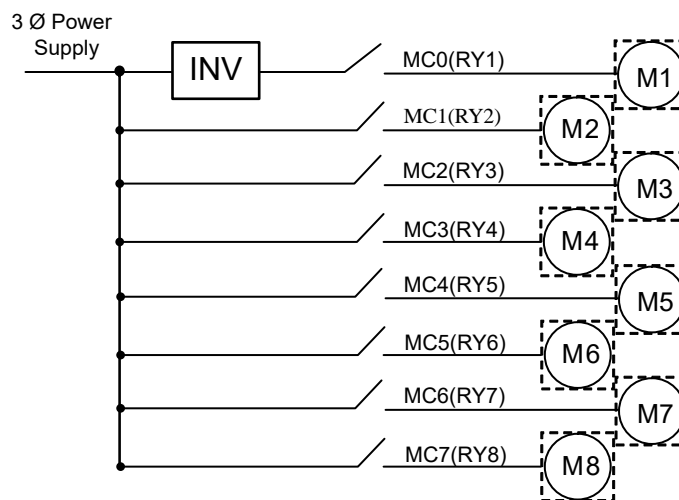 3 Ø Power
Supply
INV
MC0(RY1)
M1
MC1(RY2)
M2
MC2(RY3)
M3
MC3(RY4)
M4
MC4(RY5)
M5
MC5(RY6)
M6
MC6(RY7)
M7
MC7(RY8)
M8